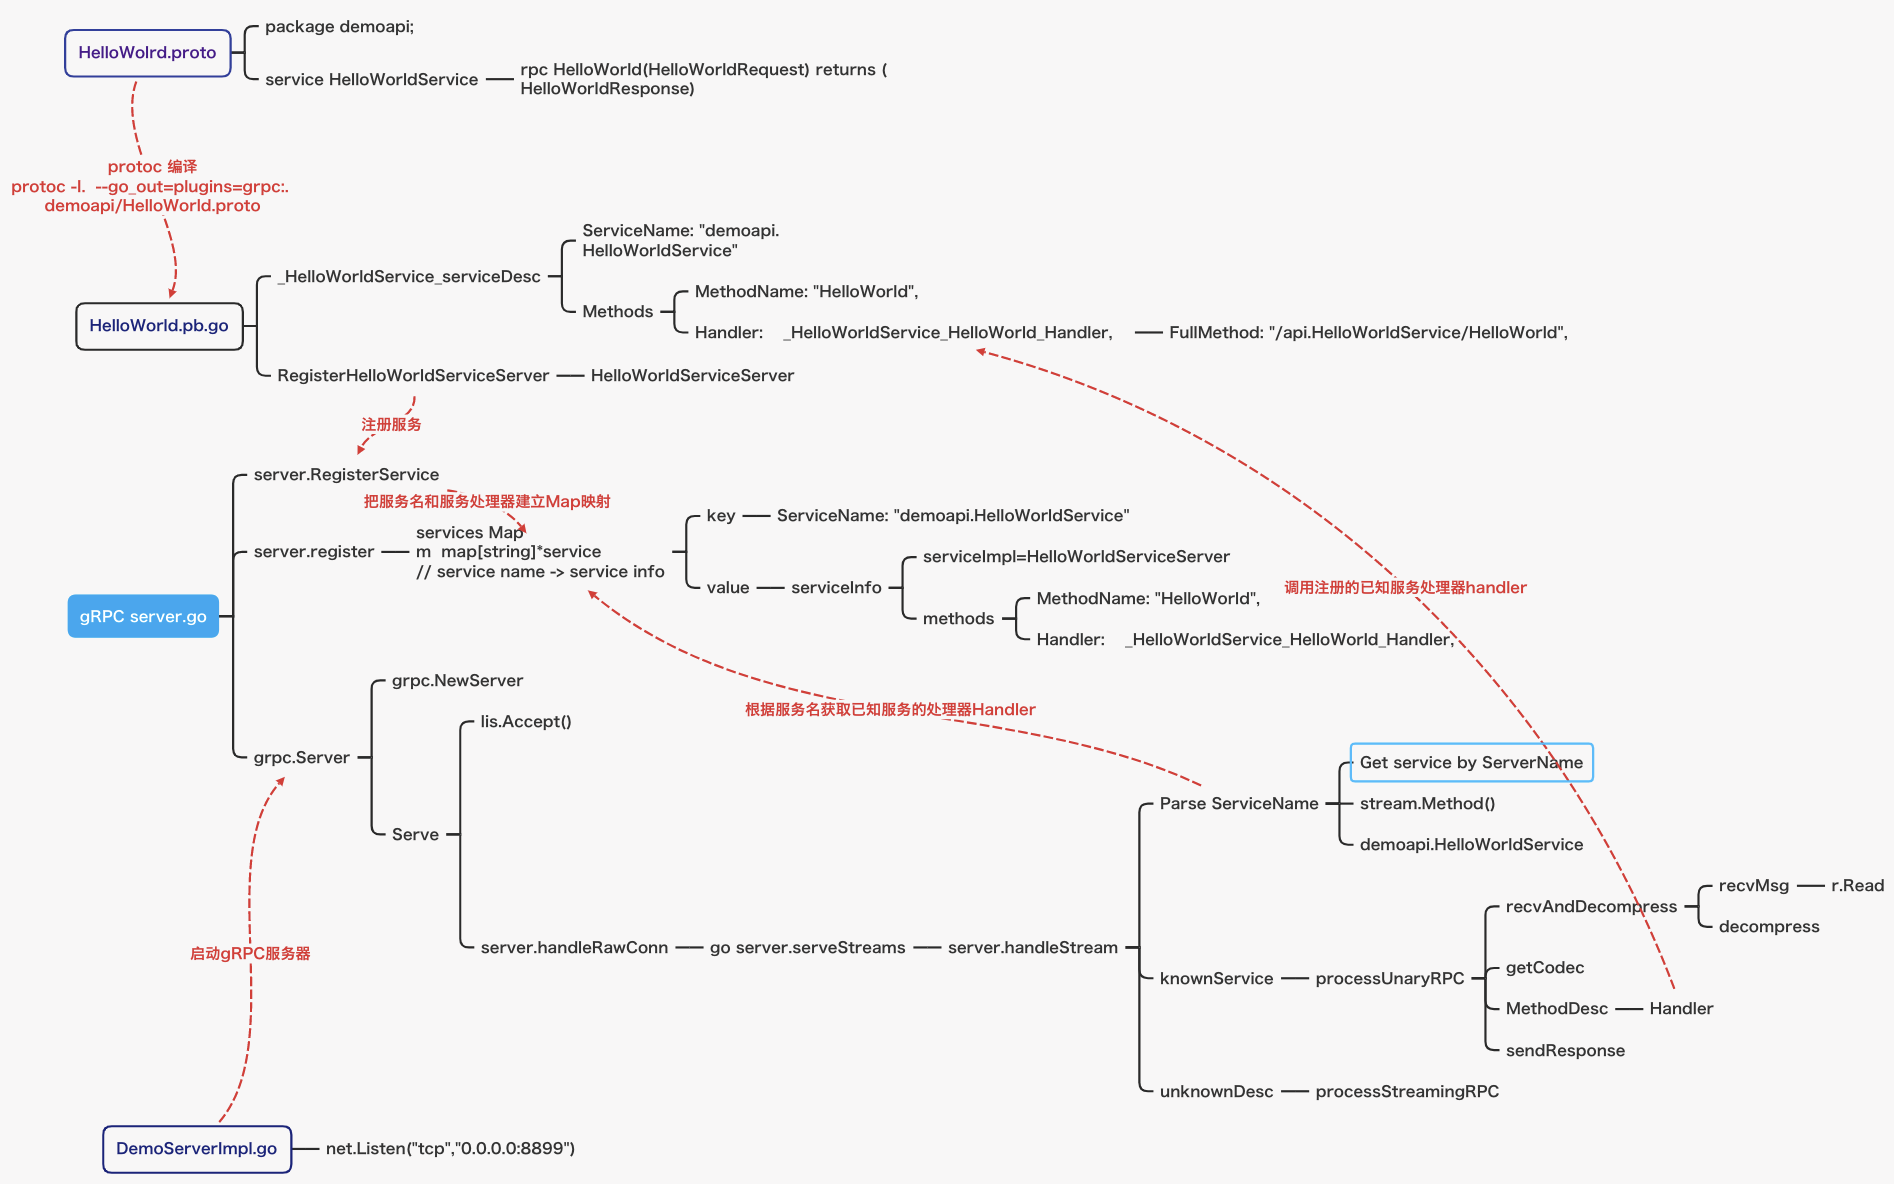 package demoapi;
HelloWolrd.proto
service HelloWorldService
rpc HelloWorld(HelloWorldRequest) returns (
HelloWorldResponse)
protoc 编译
protoc -I.  --go_out=plugins=grpc:.
demoapi/HelloWorld.proto
ServiceName: "demoapi.
HelloWorldService"
_HelloWorldService_serviceDesc
MethodName: "HelloWorld",
Methods
HelloWorld.pb.go
Handler:    _HelloWorldService_HelloWorld_Handler,
FullMethod: "/api.HelloWorldService/HelloWorld",
RegisterHelloWorldServiceServer
HelloWorldServiceServer
注册服务
server.RegisterService
把服务名和服务处理器建立Map映射
key
ServiceName: "demoapi.HelloWorldService"
services Map
server.register
m  map[string]*service
// service name -> service info
serviceImpl=HelloWorldServiceServer
value
serviceInfo
调用注册的已知服务处理器handler
MethodName: "HelloWorld",
gRPC server.go
methods
Handler:    _HelloWorldService_HelloWorld_Handler,
grpc.NewServer
根据服务名获取已知服务的处理器Handler
lis.Accept()
grpc.Server
Get service by ServerName
Parse ServiceName
stream.Method()
Serve
demoapi.HelloWorldService
recvMsg
r.Read
recvAndDecompress
decompress
server.handleRawConn
go server.serveStreams
server.handleStream
启动gRPC服务器
getCodec
knownService
processUnaryRPC
MethodDesc
Handler
sendResponse
unknownDesc
processStreamingRPC
DemoServerImpl.go
net.Listen("tcp","0.0.0.0:8899")